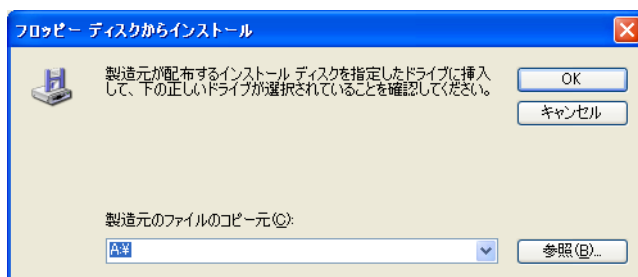 フロッピー ディスクからインストール
製造元が配布するインストール ディスクを指定したドライブに挿入
して、下の正しいドライブが選択されていることを確認してください。
OK
キャンセル
製造元のファイルのコピー元(C):
A:¥
参照(B)...